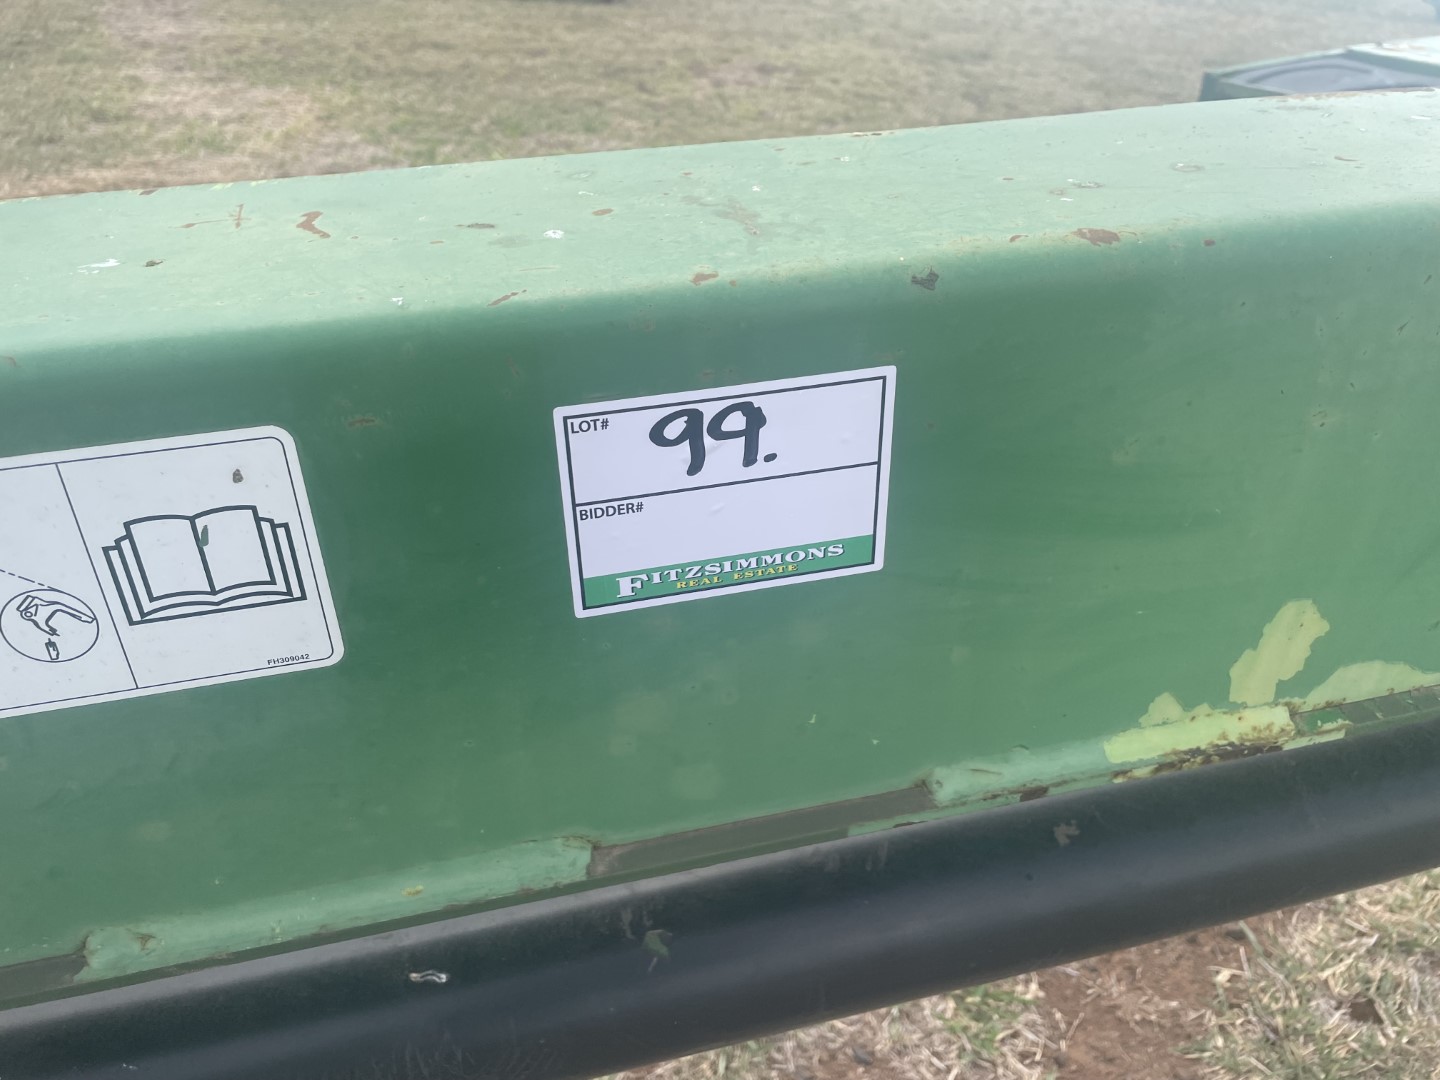 LOT# 99.
BIDDER#
FITZSIMMONS
REAL ESTATE
FH309042